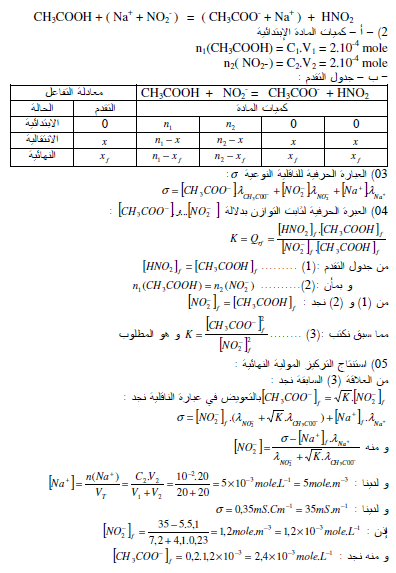 CH3COOH + ( Na⁺ + NO2⁻) = ( CH3COO⁻ + Na⁺ ) + HNO2
2) – أ – كميات المادة الإبتدائية
n1(CH3COOH) = C1.V1 = 2.10⁻⁴ mole
n2( NO2-) = C2.V2 = 2.10⁻⁴ mole
– ب – جدول التقدم :
معادلة التفاعل CH3COOH + NO2⁻ = CH3COO⁻ + HNO2
الحالة التقدم كميات المادة
الابتدائية 0 n1 n2 0 0
الانتقالية x n1 − x n2 − x x x
النهائية xf n1 − xf n2 − xf xf xf
03) العبارة الحرفية للناقلية النوعية σ :
σ = [CH3COO⁻]λCH3COO⁻ + [NO2⁻]λNO2⁻ + [Na⁺]λNa⁺
04) العبرة الحرفية لثابت التوازن بدلالة [NO2⁻]f ,,, [CH3COO⁻]f :
K = Qrf = [HNO2]f.[CH3COOH]f / [NO2⁻]f.[CH3COOH]f
من جدول التقدم :(1) ......... [HNO2]f = [CH3COOH]f
و بمأن :(2).......... n1(CH3COOH) = n2(NO2⁻)
من (1) و (2) نجد : [NO2⁻]f = [CH3COOH]f
مما سبق نكتب :(3) ........ K = [CH3COO⁻]f² / [NO2⁻]f² و هو المطلوب
05) استنتاج التركيز المولية النهائية :
من العلاقة (3) السابقة نجد :
[CH3COO⁻]f = √K.[NO2⁻]f بالتعويض في عبارة الناقلية نجد :
σ = [NO2⁻]f.(λNO2⁻ + √K.λCH3COO⁻) + [Na⁺]f.λNa⁺
و منه [NO2⁻]f = σ − [Na⁺]f.λNa⁺ / λNO2⁻ + √K.λCH3COO⁻
و لدينا : [Na⁺] = n(Na⁺)/VT = C2.V2/V1 + V2 = 10⁻².20/20 + 20 = 5×10⁻³ mole.L⁻¹ = 5mole.m⁻³
و لدينا : σ = 0,35mS.Cm⁻¹ = 35mS.m⁻¹
إذن : [NO2⁻]f = 35 − 5.5,1 / 7,2 + 4,1.0,23 = 1,2mole.m⁻³ = 1,2×10⁻³ mole.L⁻¹
و منه نجد : [CH3COO⁻]f = 0,2.1,2×10⁻³ = 2,4×10⁻⁴ mole.L⁻¹